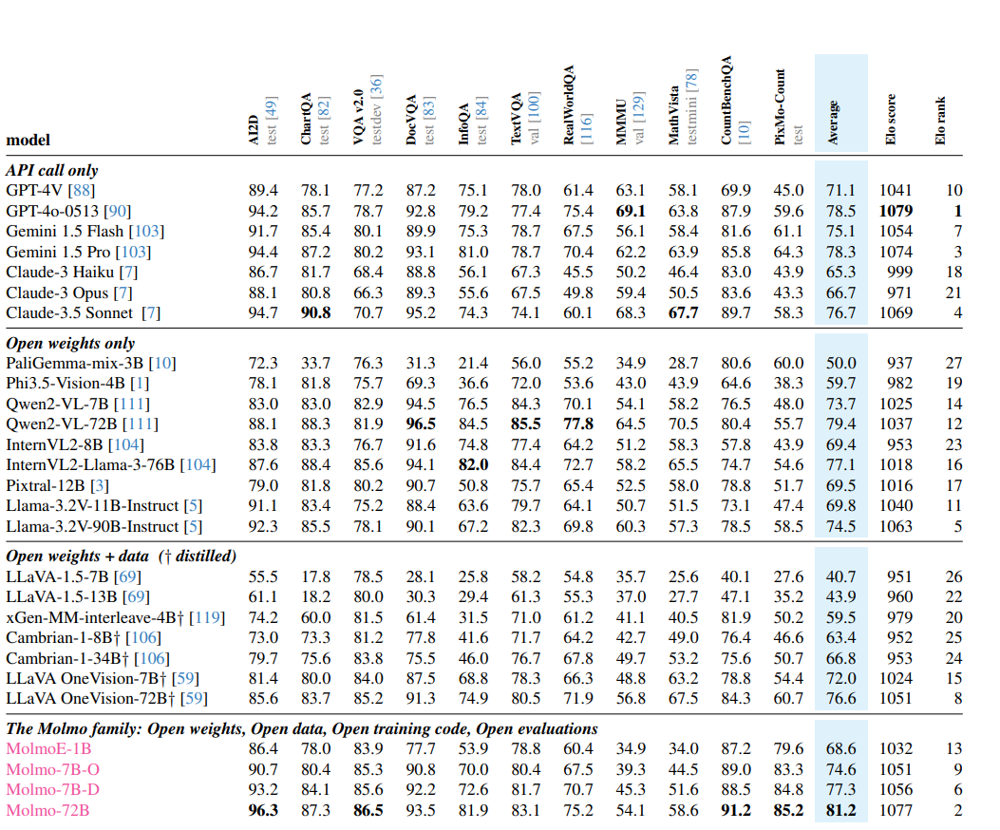 model AI2D test [49] ChartQA test [82] VQA v2.0 testdev [36] DocVQA test [83] InfoQA test [84] TextVQA val [100] RealWorldQA [116] MMMU val [129] MathVista testmini [78] CountBenchQA [10] PixMo-Count test Average Elo score Elo rank
API call only
GPT-4V [88] 89.4 78.1 77.2 87.2 75.1 78.0 61.4 63.1 58.1 69.9 45.0 71.1 1041 10
GPT-4o-0513 [90] 94.2 85.7 78.7 92.8 79.2 77.4 75.4 69.1 63.8 87.9 59.6 78.5 1079 1
Gemini 1.5 Flash [103] 91.7 85.4 80.1 89.9 75.3 78.7 67.5 56.1 58.4 81.6 61.1 75.1 1054 7
Gemini 1.5 Pro [103] 94.4 87.2 80.2 93.1 81.0 78.7 70.4 62.2 63.9 85.8 64.3 78.3 1074 3
Claude-3 Haiku [7] 86.7 81.7 68.4 88.8 56.1 67.3 45.5 50.2 46.4 83.0 43.9 65.3 999 18
Claude-3 Opus [7] 88.1 80.8 66.3 89.3 55.6 67.5 49.8 59.4 50.5 83.6 43.3 66.7 971 21
Claude-3.5 Sonnet [7] 94.7 90.8 70.7 95.2 74.3 74.1 60.1 68.3 67.7 89.7 58.3 76.7 1069 4
Open weights only
PaliGemma-mix-3B [10] 72.3 33.7 76.3 31.3 21.4 56.0 55.2 34.9 28.7 80.6 60.0 50.0 937 27
Phi3.5-Vision-4B [1] 78.1 81.8 75.7 69.3 36.6 72.0 53.6 43.0 43.9 64.6 38.3 59.7 982 19
Qwen2-VL-7B [111] 83.0 83.0 82.9 94.5 76.5 84.3 70.1 54.1 58.2 76.5 48.0 73.7 1025 14
Qwen2-VL-72B [111] 88.1 88.3 81.9 96.5 84.5 85.5 77.8 64.5 70.5 80.4 55.7 79.4 1037 12
InternVL2-8B [104] 83.8 83.3 76.7 91.6 74.8 77.4 64.2 51.2 58.3 57.8 43.9 69.4 953 23
InternVL2-Llama-3-76B [104] 87.6 88.4 85.6 94.1 82.0 84.4 72.7 58.2 65.5 74.7 54.6 77.1 1018 16
Pixtral-12B [3] 79.0 81.8 80.2 90.7 50.8 75.7 65.4 52.5 58.0 78.8 51.7 69.5 1016 17
Llama-3.2V-11B-Instruct [5] 91.1 83.4 75.2 88.4 63.6 79.7 64.1 50.7 51.5 73.1 47.4 69.8 1040 11
Llama-3.2V-90B-Instruct [5] 92.3 85.5 78.1 90.1 67.2 82.3 69.8 60.3 57.3 78.5 58.5 74.5 1063 5
Open weights + data († distilled)
LLaVA-1.5-7B [69] 55.5 17.8 78.5 28.1 25.8 58.2 54.8 35.7 25.6 40.1 27.6 40.7 951 26
LLaVA-1.5-13B [69] 61.1 18.2 80.0 30.3 29.4 61.3 55.3 37.0 27.7 47.1 35.2 43.9 960 22
xGen-MM-interleave-4B† [119] 74.2 60.0 81.5 61.4 31.5 71.0 61.2 41.1 40.5 81.9 50.2 59.5 979 20
Cambrian-1-8B† [106] 73.0 73.3 81.2 77.8 41.6 71.7 64.2 42.7 49.0 76.4 46.6 63.4 952 25
Cambrian-1-34B† [106] 79.7 75.6 83.8 75.5 46.0 76.7 67.8 49.7 53.2 75.6 50.7 66.8 953 24
LLaVA OneVision-7B† [59] 81.4 80.0 84.0 87.5 68.8 78.3 66.3 48.8 63.2 78.8 54.4 72.0 1024 15
LLaVA OneVision-72B† [59] 85.6 83.7 85.2 91.3 74.9 80.5 71.9 56.8 67.5 84.3 60.7 76.6 1051 8
The Molmo family: Open weights, Open data, Open training code, Open evaluations
MolmoE-1B 86.4 78.0 83.9 77.7 53.9 78.8 60.4 34.9 34.0 87.2 79.6 68.6 1032 13
Molmo-7B-O 90.7 80.4 85.3 90.8 70.0 80.4 67.5 39.3 44.5 89.0 83.3 74.6 1051 9
Molmo-7B-D 93.2 84.1 85.6 92.2 72.6 81.7 70.7 45.3 51.6 88.5 84.8 77.3 1056 6
Molmo-72B 96.3 87.3 86.5 93.5 81.9 83.1 75.2 54.1 58.6 91.2 85.2 81.2 1077 2